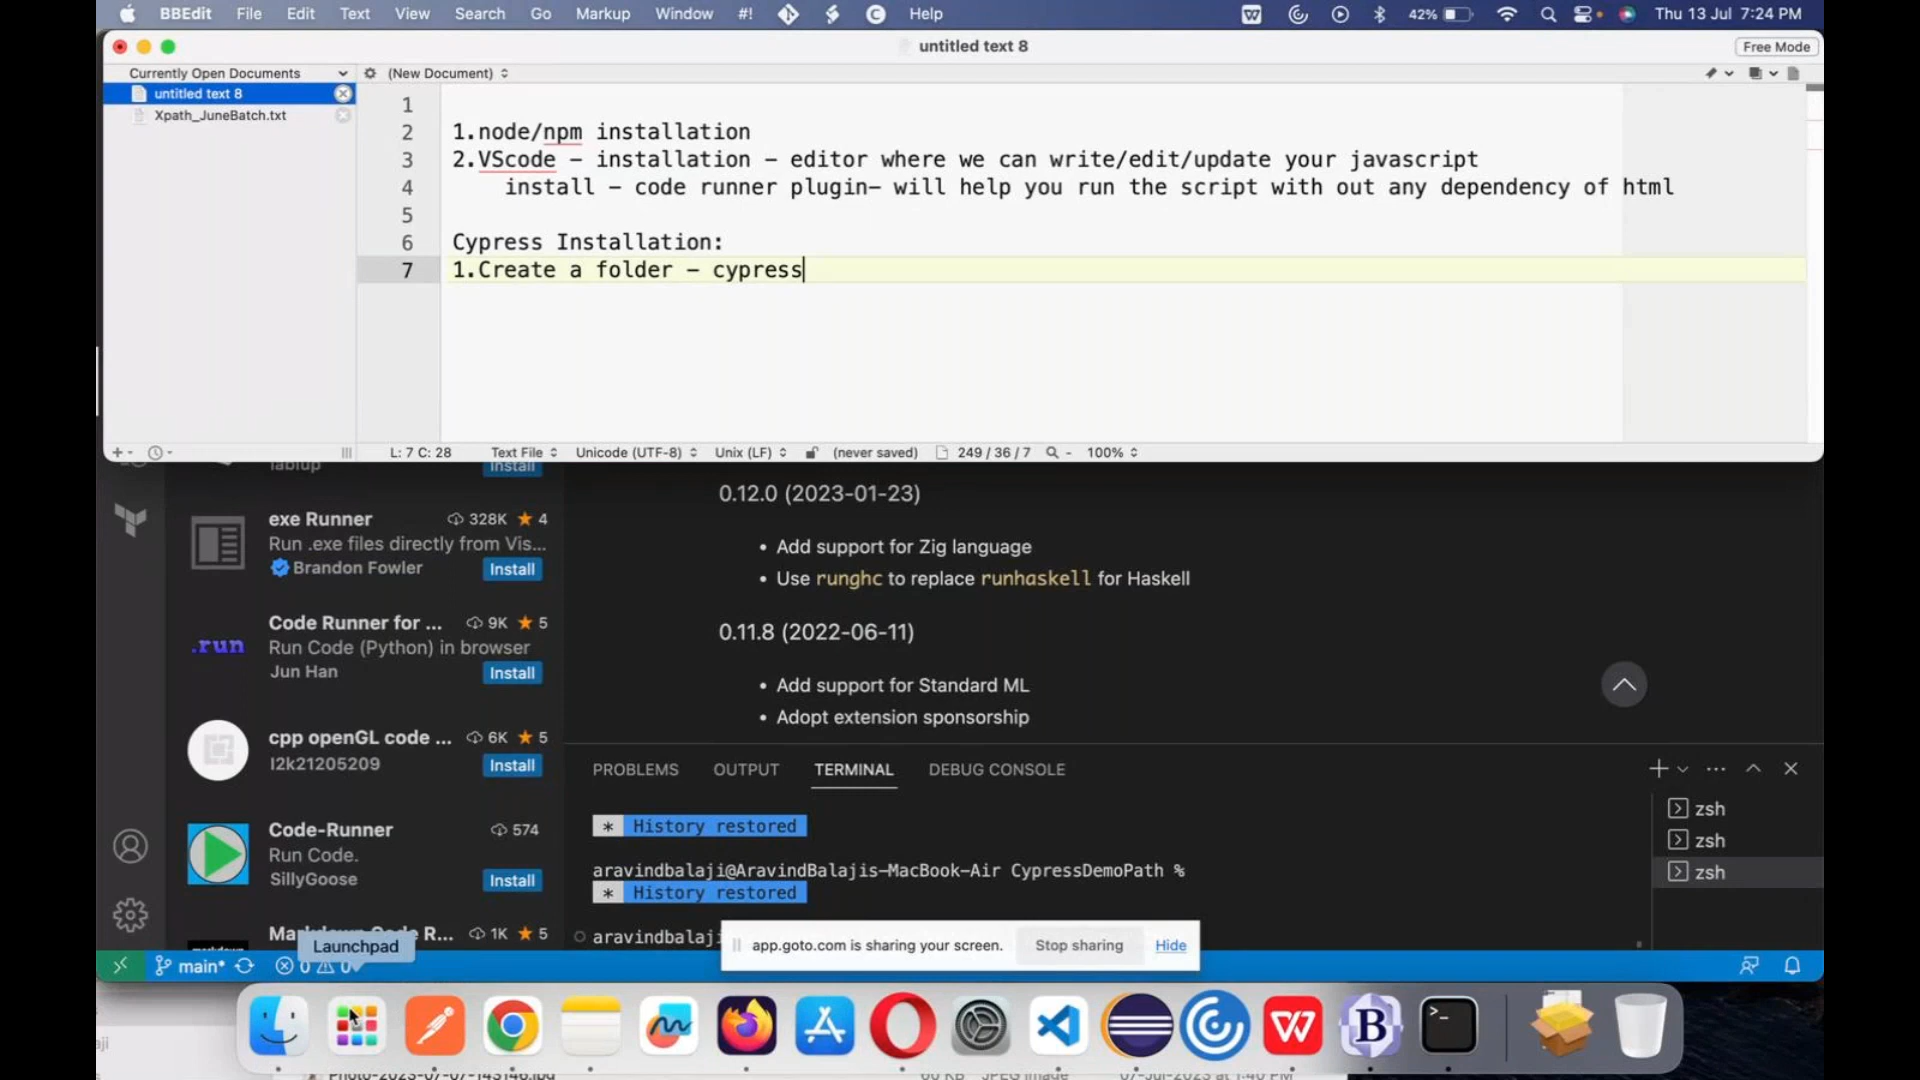 BBEdit File Edit Text View Search Go Markup Window #! Help 42% Thu 13 Jul 7:24 PM
untitled text 8
Free Mode
Currently Open Documents
(New Document)
untitled text 8
Xpath_JuneBatch.txt
1
2 1.node/npm installation
3 2.VScode – installation – editor where we can write/edit/update your javascript
4 install – code runner plugin– will help you run the script with out any dependency of html
5
6 Cypress Installation:
7 1.Create a folder – cypress
L: 7 C: 28 Text File Unicode (UTF-8) Unix (LF) (never saved) 249 / 36 / 7 100%
Install
exe Runner 328K 4
Run .exe files directly from Vis...
Brandon Fowler Install
Code Runner for ... 9K 5
.run
Run Code (Python) in browser
Jun Han Install
cpp openGL code ... 6K 5
l2k21205209 Install
Code-Runner 574
Run Code.
SillyGoose Install
R... 1K 5
0.12.0 (2023-01-23)
• Add support for Zig language
• Use runghc to replace runhaskell for Haskell
0.11.8 (2022-06-11)
• Add support for Standard ML
• Adopt extension sponsorship
PROBLEMS OUTPUT TERMINAL DEBUG CONSOLE
* History restored
aravindbalaji@AravindBalajis-MacBook-Air CypressDemoPath %
* History restored
aravindbalaji
zsh
zsh
zsh
Launchpad
app.goto.com is sharing your screen. Stop sharing Hide
main* 0 0